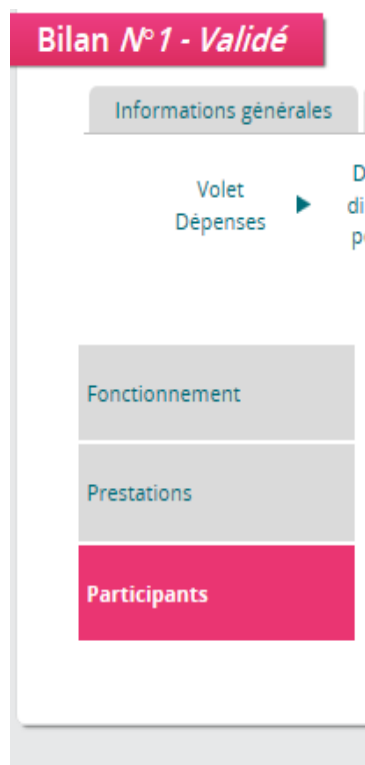 Bilan N°1 - Validé
Informations générales
Volet
Dépenses
Fonctionnement
Prestations
Participants